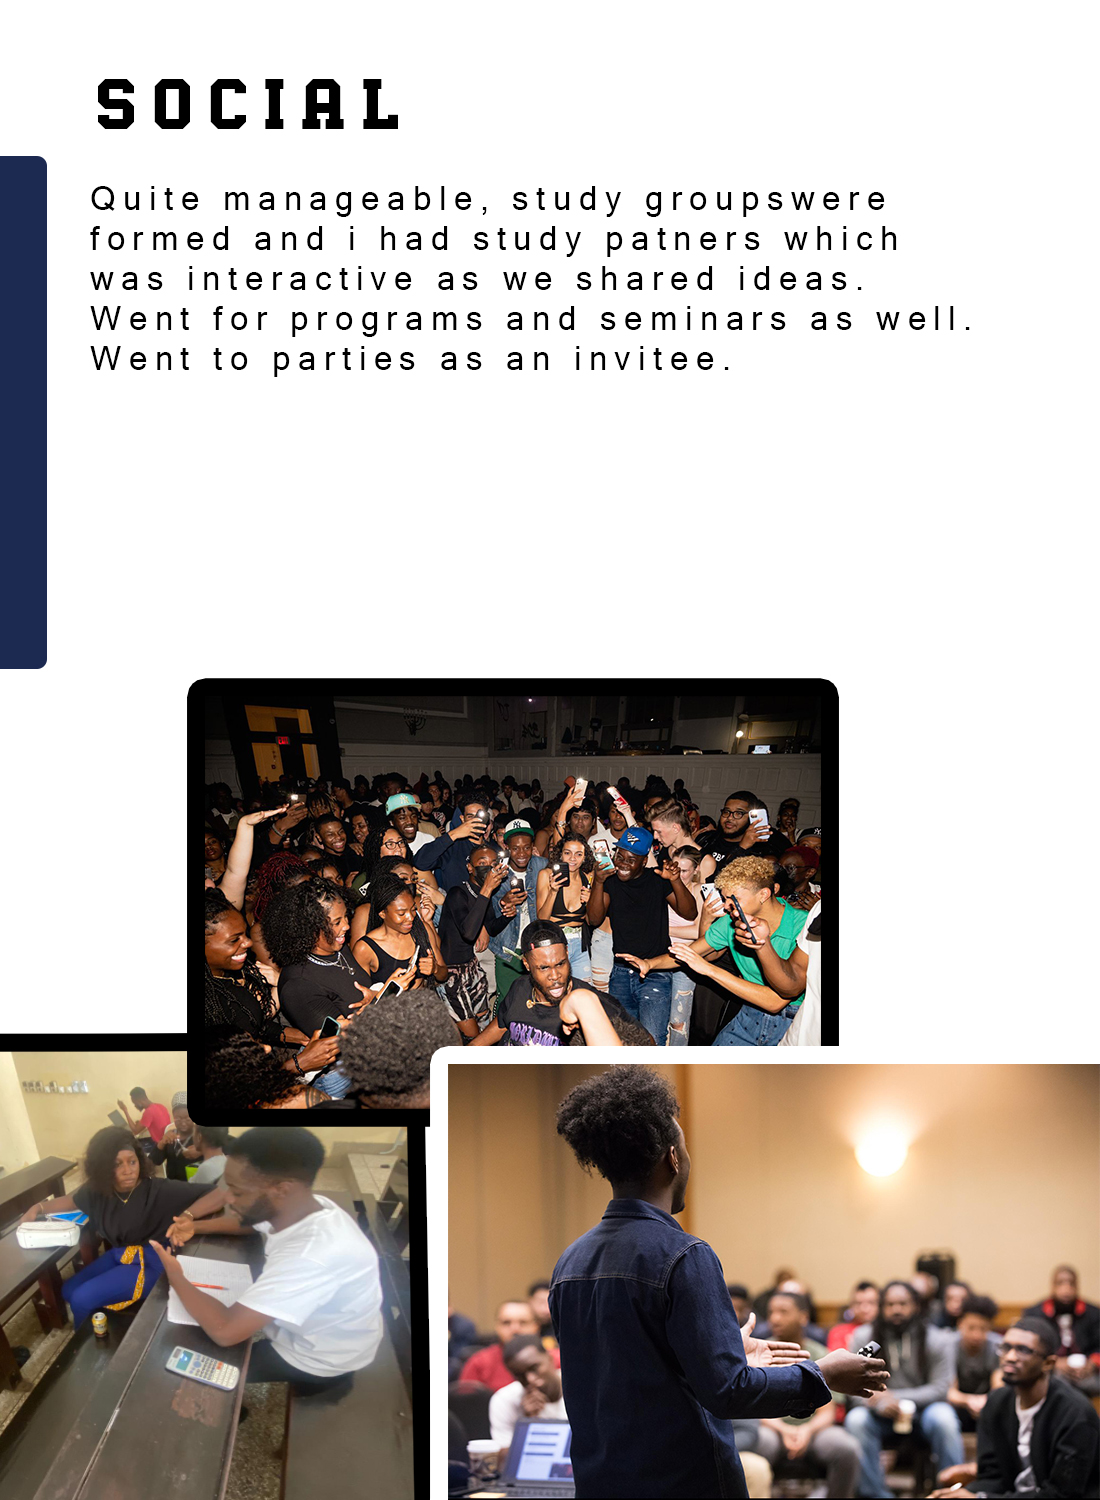 SOCIAL
Quite manageable, study groupswere
formed and i had study patners which
was interactive as we shared ideas.
Went for programs and seminars as well.
Went to parties as an invitee.